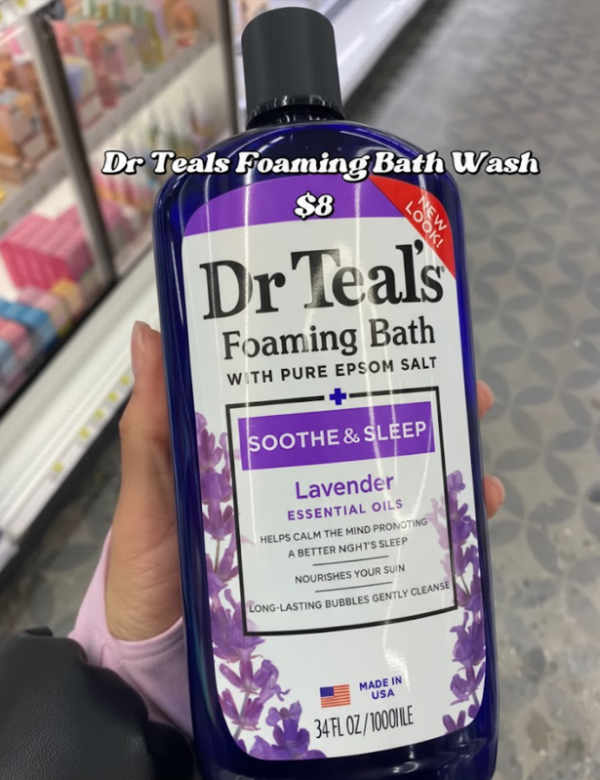 Dr Teals Foaming Bath Wash
$8
NEW
LOOK!
Dr Teal's
Foaming Bath
WITH PURE EPSOM SALT
SOOTHE & SLEEP
Lavender
ESSENTIAL OILS
HELPS CALM THE MIND PRONOTING
A BETTER NGHT'S SLEEP
NOURISHES YOUR SUIN
LONG-LASTING BUBBLES GENTLY CLEANSE
MADE IN
USA
34 FL OZ/1000IILE